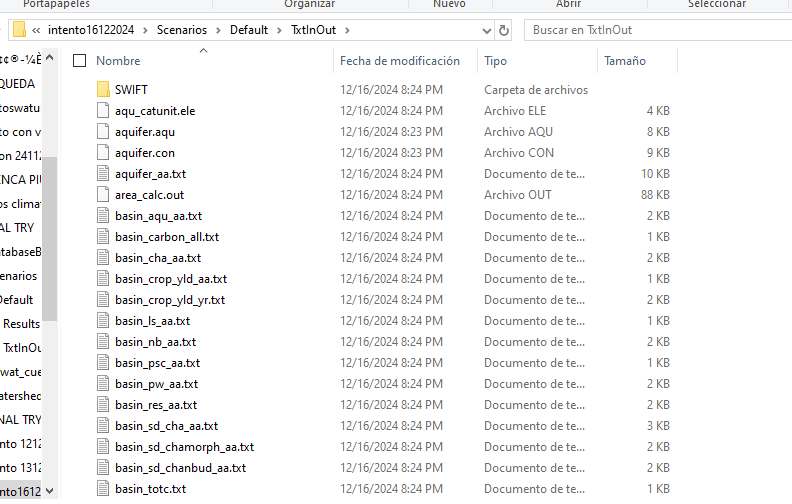 Portapapeles Organizar Nuevo Abrir Seleccionar
« intento16122024 > Scenarios > Default > TxtInOut > Buscar en TxtInOut
Nombre Fecha de modificación Tipo Tamaño
SWIFT 12/16/2024 8:24 PM Carpeta de archivos
aqu_catunit.ele 12/16/2024 8:24 PM Archivo ELE 4 KB
aquifer.aqu 12/16/2024 8:23 PM Archivo AQU 8 KB
aquifer.con 12/16/2024 8:23 PM Archivo CON 9 KB
aquifer_aa.txt 12/16/2024 8:24 PM Documento de te... 10 KB
area_calc.out 12/16/2024 8:24 PM Archivo OUT 88 KB
basin_aqu_aa.txt 12/16/2024 8:24 PM Documento de te... 2 KB
basin_carbon_all.txt 12/16/2024 8:24 PM Documento de te... 1 KB
basin_cha_aa.txt 12/16/2024 8:24 PM Documento de te... 2 KB
basin_crop_yld_aa.txt 12/16/2024 8:24 PM Documento de te... 1 KB
basin_crop_yld_yr.txt 12/16/2024 8:24 PM Documento de te... 2 KB
basin_ls_aa.txt 12/16/2024 8:24 PM Documento de te... 1 KB
basin_nb_aa.txt 12/16/2024 8:24 PM Documento de te... 2 KB
basin_psc_aa.txt 12/16/2024 8:24 PM Documento de te... 1 KB
basin_pw_aa.txt 12/16/2024 8:24 PM Documento de te... 2 KB
basin_res_aa.txt 12/16/2024 8:24 PM Documento de te... 2 KB
basin_sd_cha_aa.txt 12/16/2024 8:24 PM Documento de te... 3 KB
basin_sd_chamorph_aa.txt 12/16/2024 8:24 PM Documento de te... 2 KB
basin_sd_chanbud_aa.txt 12/16/2024 8:24 PM Documento de te... 2 KB
basin_totc.txt 12/16/2024 8:24 PM Documento de te... 1 KB
QUEDA
toswatu
to con v
on 24112
ENCA PIU
os climat
AL TRY
atabaseB
enarios
Default
Results
TxtInOu
wat_cue
atershed
NAL TRY
nto 1212
nto 1312
nto1612